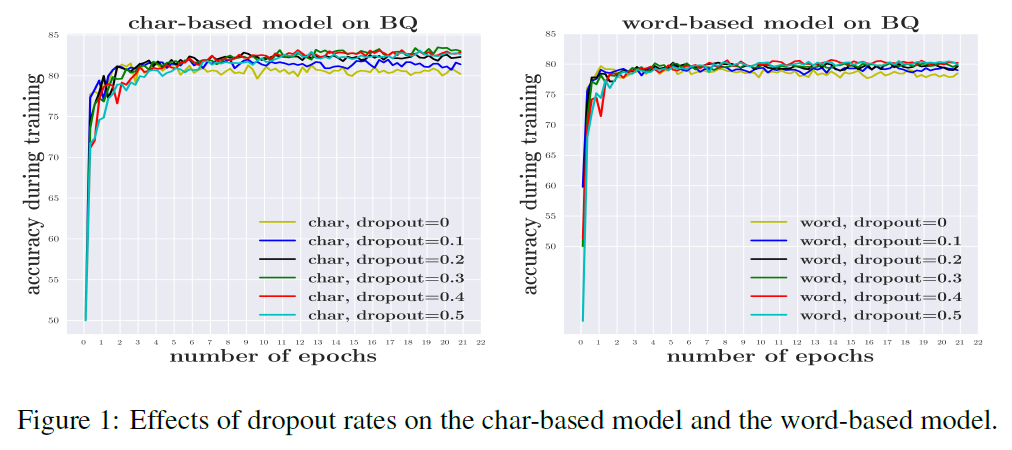 char-based model on BQ
85
80
75
70
65
60
55
50
accuracy during training
char, dropout=0
char, dropout=0.1
char, dropout=0.2
char, dropout=0.3
char, dropout=0.4
char, dropout=0.5
0 1 2 3 4 5 6 7 8 9 10 11 12 13 14 15 16 17 18 19 20 21 22
number of epochs
word-based model on BQ
85
80
75
70
65
60
55
50
accuracy during training
word, dropout=0
word, dropout=0.1
word, dropout=0.2
word, dropout=0.3
word, dropout=0.4
word, dropout=0.5
0 1 2 3 4 5 6 7 8 9 10 11 12 13 14 15 16 17 18 19 20 21 22
number of epochs
Figure 1: Effects of dropout rates on the char-based model and the word-based model.